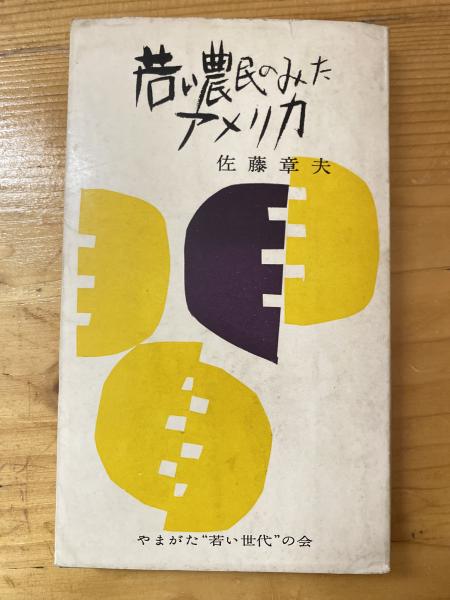 若い農民のみた
アメリカ
佐藤章夫
やまがた“若い世代”の会